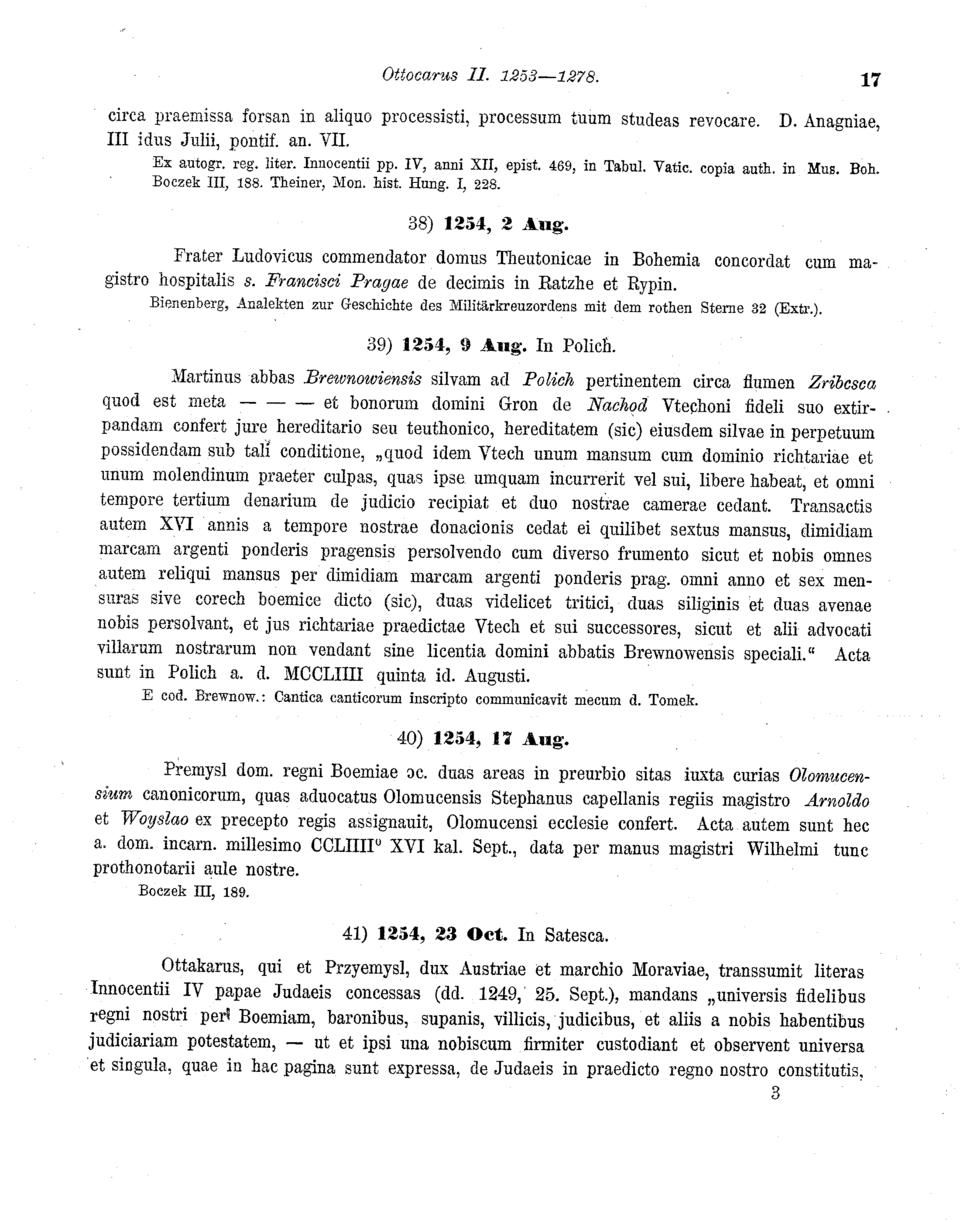 Ottocarus II. 1253—1278. 17
circa praemissa forsan in aliquo processisti, processum tuum studeas revocare. D. Anagniae,
III idus Julii, pontif. an. VII.
Ex autogr. reg. liter. Innocentii pp. IV, anni XII, epist. 469, in Tabul. Vatic. copia auth. in Mus. Boh.
Boczek III, 188. Theiner, Mon. hist. Hung. I, 228.
38) 1254, 2 Aug.
Frater Ludovicus commendator domus Theutonicae in Bohemia concordat cum ma-
gistro hospitalis s. Francisci Pragae de decimis in Ratzhe et Rypin.
Bienenberg, Analekten zur Geschichte des Militärkreuzordens mit dem rothen Sterne 32 (Extr.).
39) 1254, 9 Aug. In Polich.
Martinus abbas Brewnowiensis silvam ad Polich pertinentem circa flumen Zribcsca
quod est meta — — — et bonorum domini Gron de Nachod Vtechoni fideli suo extir-
pandam confert jure hereditario seu teuthonico, hereditatem (sic) eiusdem silvae in perpetuum
possidendam sub tali conditione, „quod idem Vtech unum mansum cum dominio richtariae et
unum molendinum praeter culpas, quas ipse umquam incurrerit vel sui, libere habeat, et omni
tempore tertium denarium de judicio recipiat et duo nostrae camerae cedant. Transactis
autem XVI annis a tempore nostrae donacionis cedat ei quilibet sextus mansus, dimidiam
marcam argenti ponderis pragensis persolvendo cum diverso frumento sicut et nobis omnes
autem reliqui mansus per dimidiam marcam argenti ponderis prag. omni anno et sex men-
suras sive corech boemice dicto (sic), duas videlicet tritici, duas siliginis et duas avenae
nobis persolvant, et jus richtariae praedictae Vtech et sui successores, sicut et alii advocati
villarum nostrarum non vendant sine licentia domini abbatis Brewnowensis speciali.“ Acta
sunt in Polich a. d. MCCLIIII quinta id. Augusti.
E cod. Brewnow.: Cantica canticorum inscripto communicavit mecum d. Tomek.
40) 1254, 17 Aug.
Premysl dom. regni Boemiae ɔc. duas areas in preurbio sitas iuxta curias Olomucen-
sium canonicorum, quas aduocatus Olomucensis Stephanus capellanis regiis magistro Arnoldo
et Woyslao ex precepto regis assignauit, Olomucensi ecclesie confert. Acta autem sunt hec
a. dom. incarn. millesimo CCLIIIIº XVI kal. Sept., data per manus magistri Wilhelmi tunc
prothonotarii aule nostre.
Boczek III, 189.
41) 1254, 23 Oct. In Satesca.
Ottakarus, qui et Przyemysl, dux Austriae et marchio Moraviae, transsumit literas
Innocentii IV papae Judaeis concessas (dd. 1249, 25. Sept.), mandans „universis fidelibus
regni nostri per Boemiam, baronibus, supanis, villicis, judicibus, et aliis a nobis habentibus
judiciariam potestatem, — ut et ipsi una nobiscum firmiter custodiant et observent universa
et singula, quae in hac pagina sunt expressa, de Judaeis in praedicto regno nostro constitutis,
3